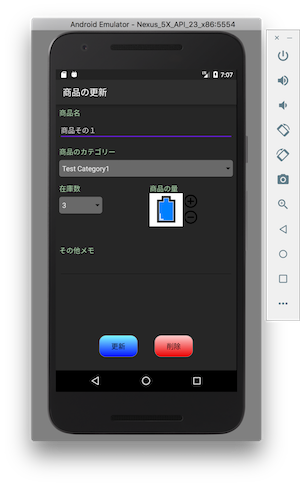 Android Emulator - Nexus_5X_API_23_x86:5554
7:07
商品の更新
商品名
商品その１
商品のカテゴリー
Test Category1
在庫数
商品の量
3
その他メモ
更新
削除